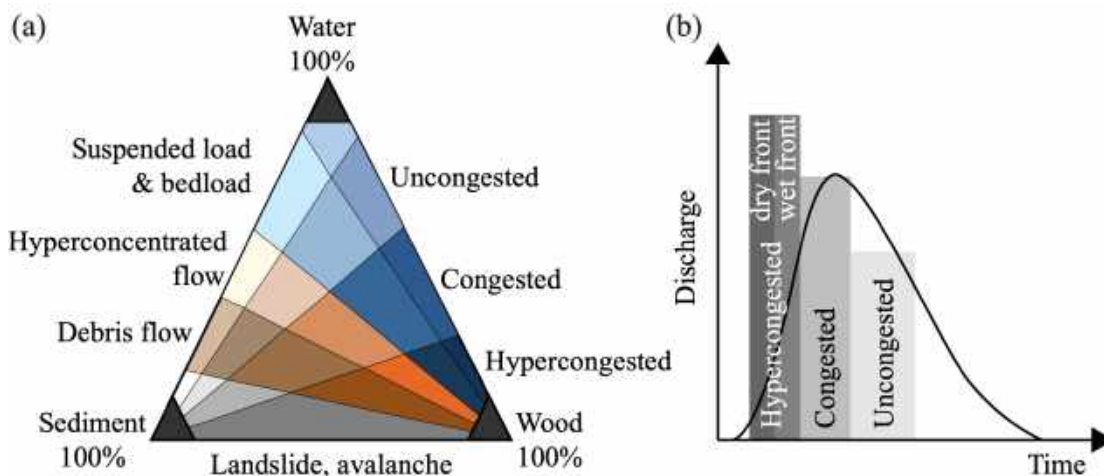 (a)
Water
100%
Suspended load
& bedload
Uncongested
Hyperconcentrated
flow
Congested
Debris flow
Hypercongested
Sediment
100%
Wood
100%
Landslide, avalanche
(b)
Discharge
dry front
wet front
Hypercongested
Congested
Uncongested
Time